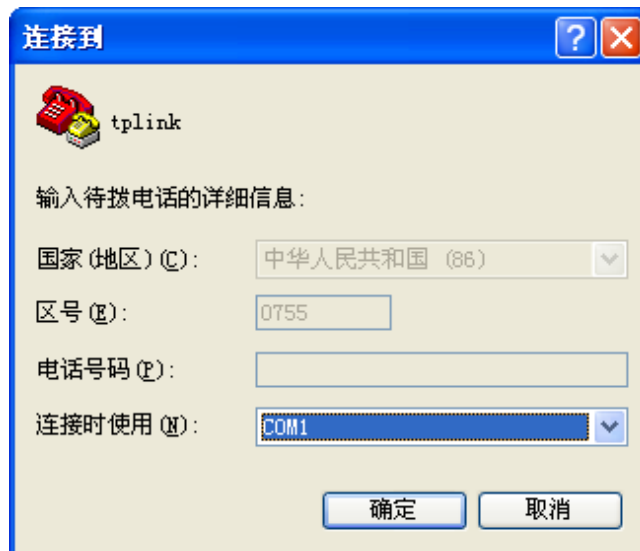 连接到
tplink
输入待拨电话的详细信息:
国家(地区)(C): 中华人民共和国 (86)
区号(E): 0755
电话号码(P):
连接时使用(N): COM1
确定 取消